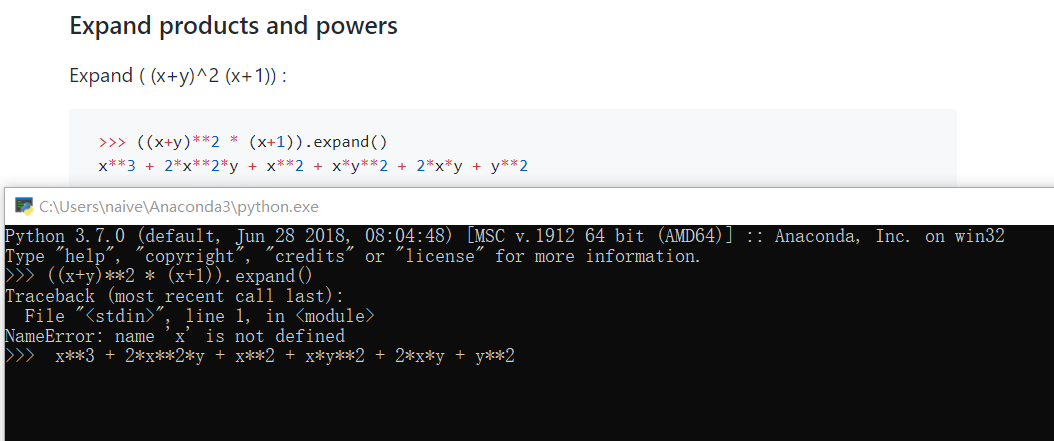 Expand products and powers
Expand ( (x+y)^2 (x+1)) :
>>> ((x+y)**2 * (x+1)).expand()
x**3 + 2*x**2*y + x**2 + x*y**2 + 2*x*y + y**2
C:\Users\naive\Anaconda3\python.exe
Python 3.7.0 (default, Jun 28 2018, 08:04:48) [MSC v.1912 64 bit (AMD64)] :: Anaconda, Inc. on win32
Type "help", "copyright", "credits" or "license" for more information.
>>> ((x+y)**2 * (x+1)).expand()
Traceback (most recent call last):
  File "<stdin>", line 1, in <module>
NameError: name 'x' is not defined
>>>  x**3 + 2*x**2*y + x**2 + x*y**2 + 2*x*y + y**2